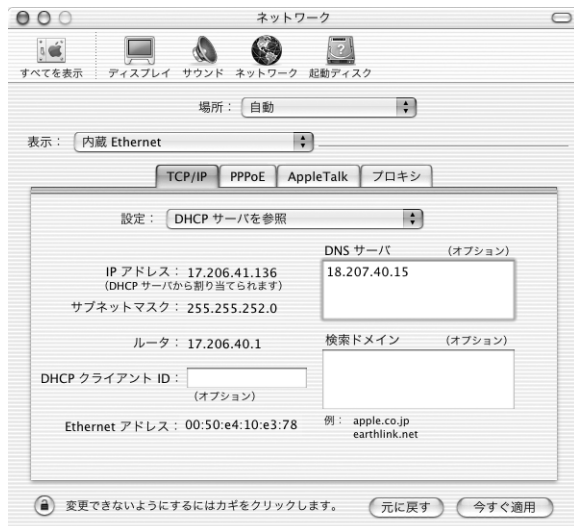 ネットワーク
すべてを表示 ディスプレイ サウンド ネットワーク 起動ディスク
場所： 自動
表示： 内蔵 Ethernet
TCP/IP PPPoE AppleTalk プロキシ
設定： DHCP サーバを参照
DNS サーバ （オプション）
IP アドレス： 17.206.41.136
18.207.40.15
（DHCP サーバから割り当てられます）
サブネットマスク： 255.255.252.0
ルータ： 17.206.40.1
検索ドメイン （オプション）
DHCP クライアント ID：
（オプション）
Ethernet アドレス： 00:50:e4:10:e3:78
例： apple.co.jp
earthlink.net
変更できないようにするにはカギをクリックします。 元に戻す 今すぐ適用